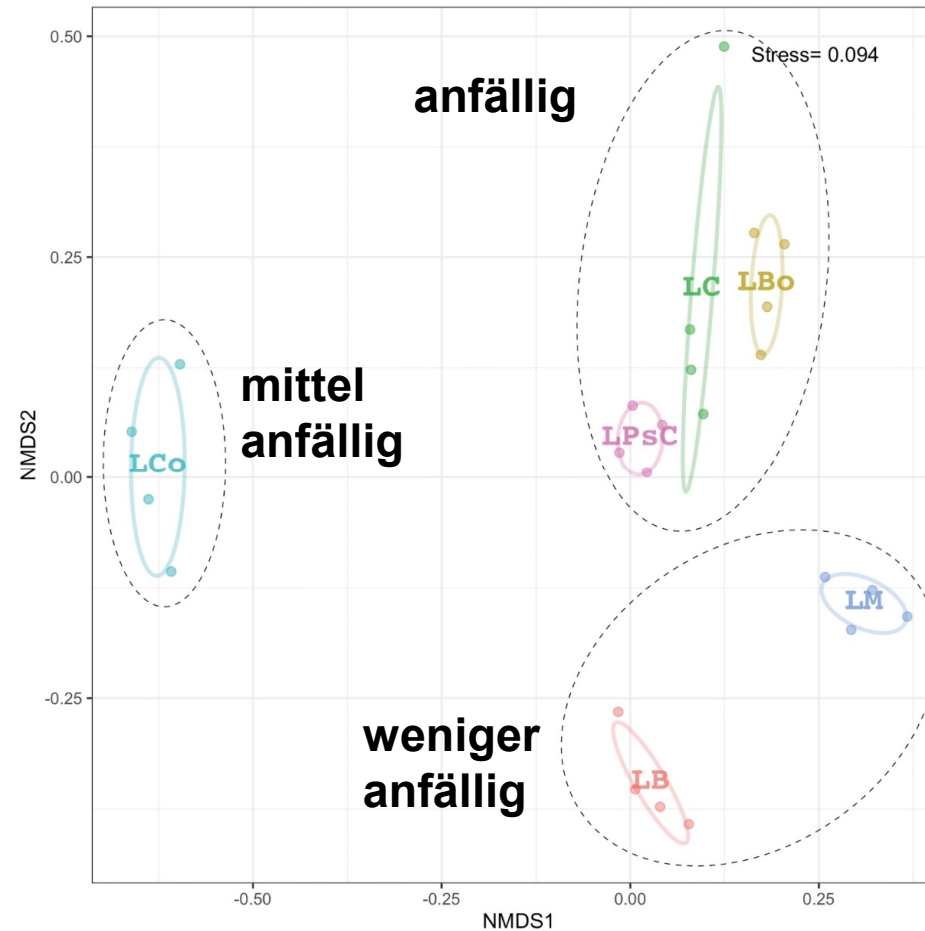 0.50
Stress= 0.094
anfällig
0.25
LC
LBo
mittel
anfällig
LPsC
LCo
0.00
NMDS2
LM
-0.25
weniger
anfällig
LB
-0.50
-0.25
0.00
0.25
NMDS1